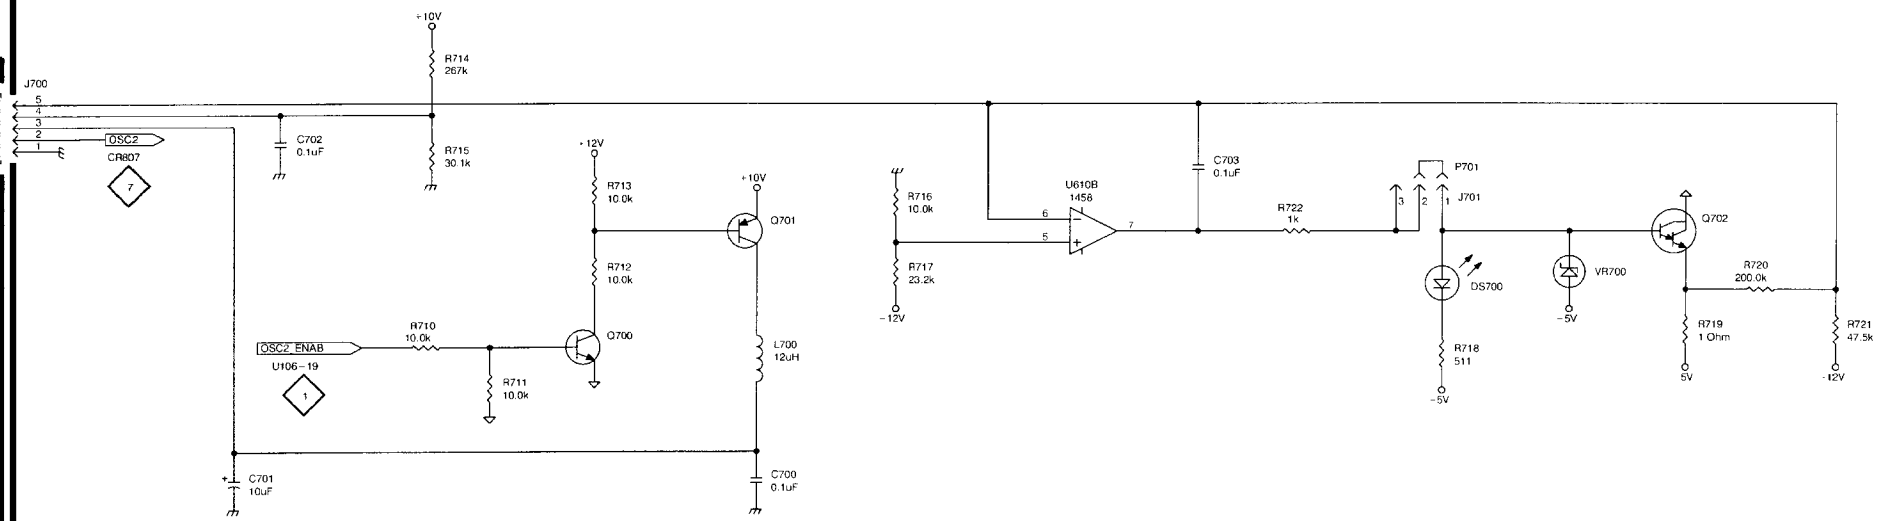 +10V
R714
267k
J700
5
4
3
2
1
OSC2
CR807
7
C702
0.1uF
R715
30.1k
+12V
R713
10.0k
+10V
Q701
R712
10.0k
R710
10.0k
Q700
OSC2_ENAB
U106-19
1
R711
10.0k
L700
12uH
C701
10uF
+
C700
0.1uF
R716
10.0k
R717
23.2k
-12V
U610B
1458
6
5
7
-
+
C703
0.1uF
R722
1k
P701
J701
3
2
1
DS700
R718
511
-5V
VR700
-5V
Q702
R720
200.0k
R719
1 Ohm
5V
R721
47.5k
-12V